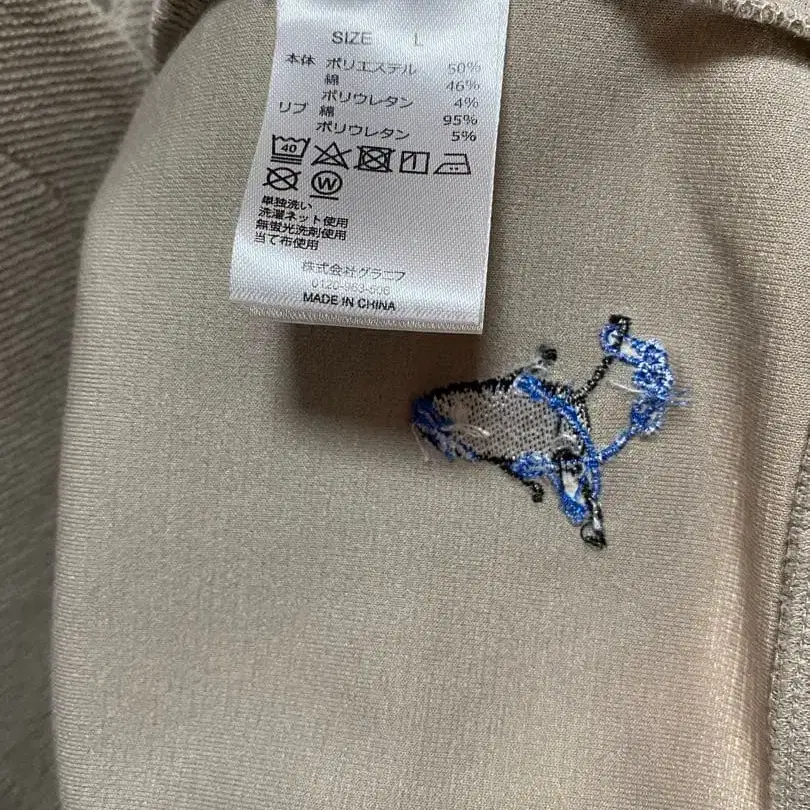 SIZE L
本体 ポリエステル 50%
綿 46%
ポリウレタン 4%
リブ 綿 95%
ポリウレタン 5%
40
W
単独洗い
洗濯ネット使用
無蛍光洗剤使用
当て布使用
株式会社グラニフ
MADE IN CHINA